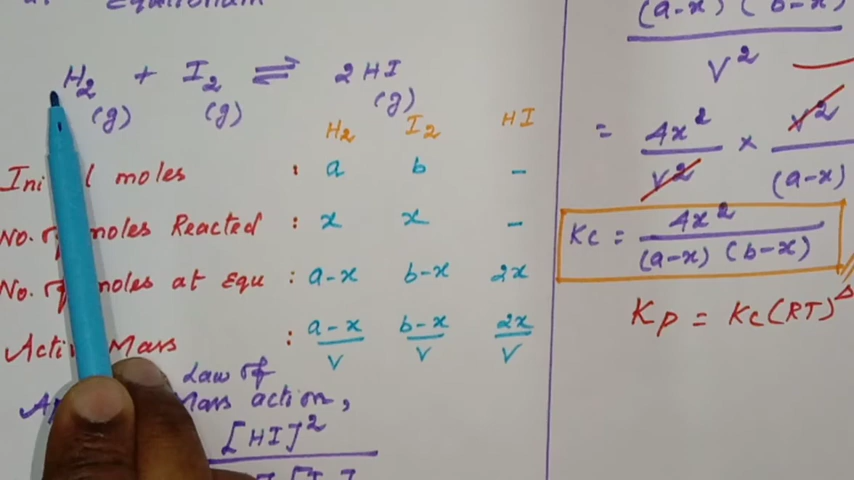 Equilibrium
H2 + I2 ⇌ 2HI
(g) (g) (g)
H2 I2 HI
moles : a b -
No. moles Reacted : x x -
No. of moles at Equ : a-x b-x 2x
Mass : a-x/V b-x/V 2x/V
Law of
Mass action,
[HI]2
(a-x) (b-x)
V2
= 4x2/V2 × V2/(a-x)
Kc = 4x2/(a-x) (b-x)
Kp = Kc(RT)Δ